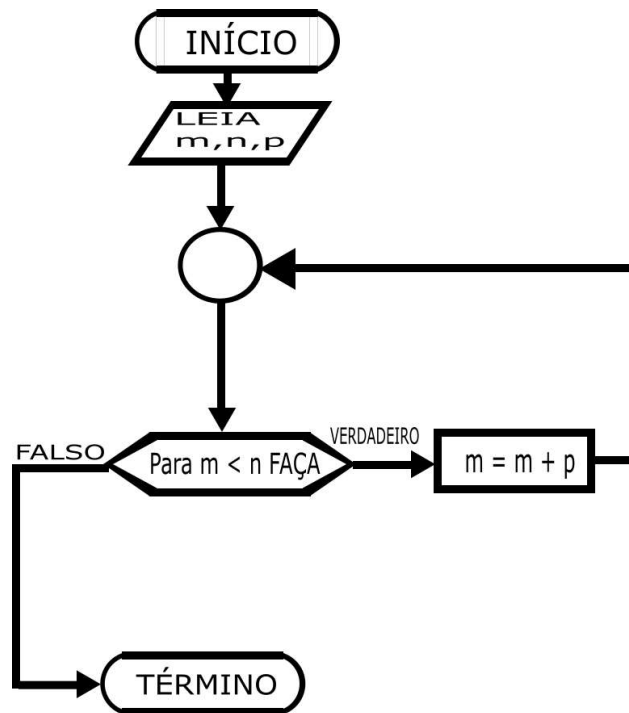 INÍCIO
LEIA
m,n,p
FALSO
VERDADEIRO
Para m < n FAÇA
m = m + p
TÉRMINO